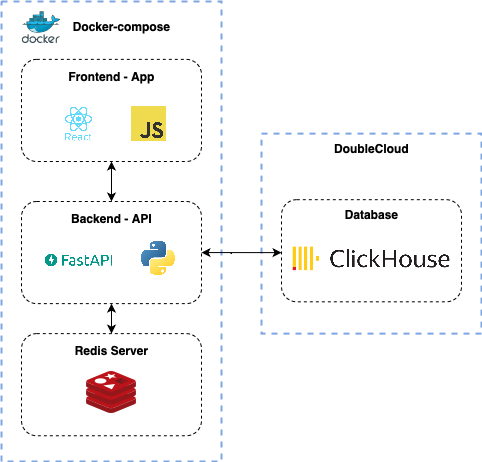 docker
Docker-compose
Frontend - App
React
JS
Backend - API
FastAPI
Redis Server
DoubleCloud
Database
ClickHouse